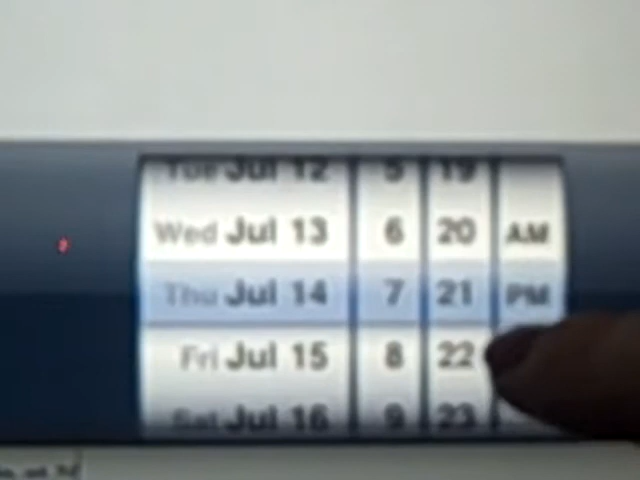 Tue Jul 12 5 19
Wed Jul 13 6 20 AM
Thu Jul 14 7 21 PM
Fri Jul 15 8 22
Sat Jul 16 9 23